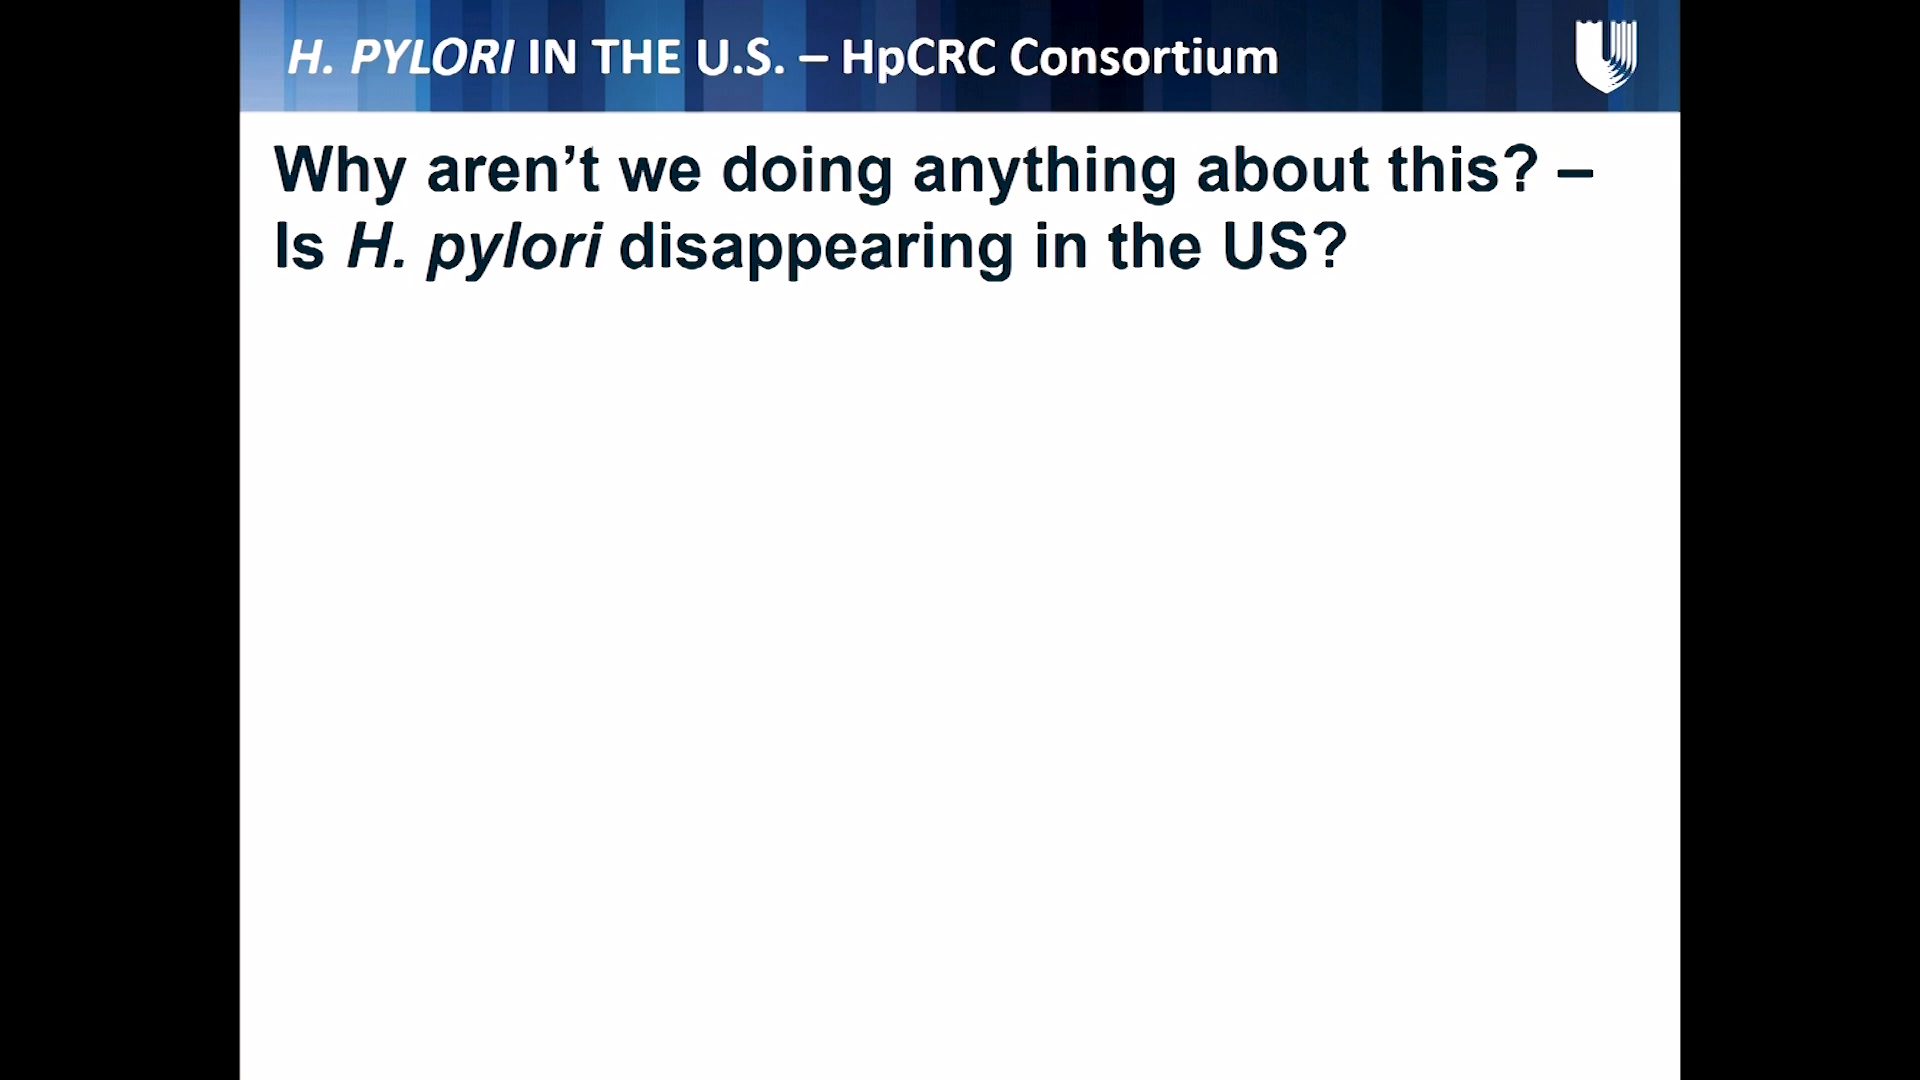 H. PYLORI IN THE U.S. – HpCRC Consortium
Why aren’t we doing anything about this? –
Is H. pylori disappearing in the US?